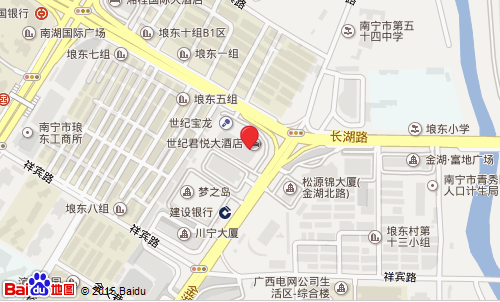 国银行
湘桂国际大酒店
南湖国际广场
浪东十组B1区
南宁市第五
十四中学
埌东七组
埌东一组
埌东五组
世纪宝龙
长湖路
埌东小学
南宁市琅
东工商所
世纪君悦大酒店
金湖·富地广场
祥宾路
梦之岛
松源锦大厦(
金湖北路)
南宁市青秀
人口计生局
埌东八组
建设银行
川宁大厦
埌东村第
十三小组
祥宾路
祥宾路
广西电网公司生
活区-综合楼
Bai 地图
© 2015 Baidu